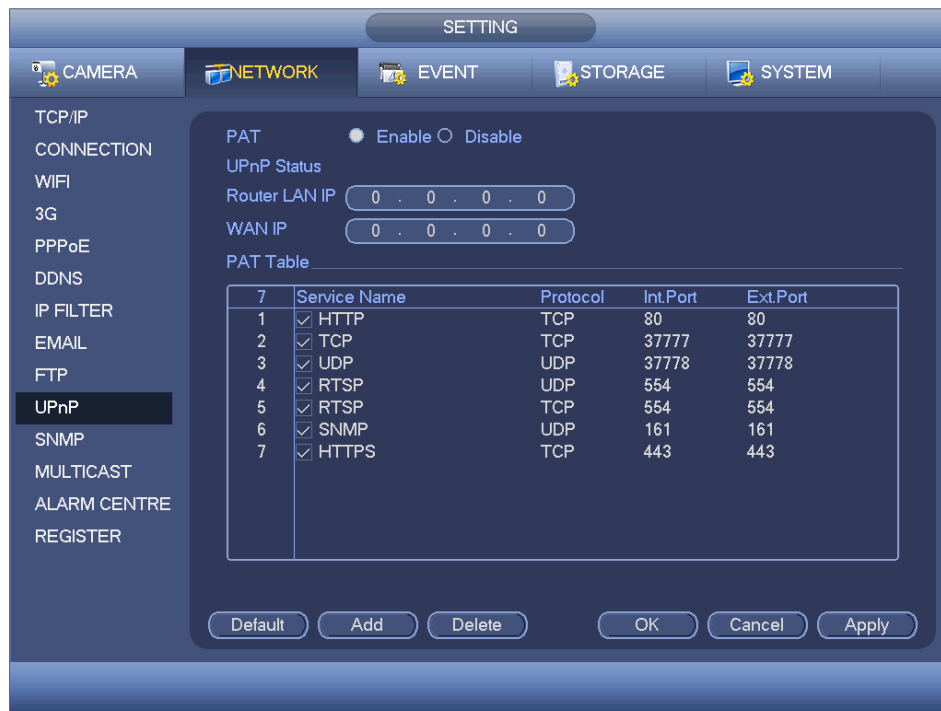 SETTING
CAMERA NETWORK EVENT STORAGE SYSTEM
TCP/IP
CONNECTION
WIFI
3G
PPPoE
DDNS
IP FILTER
EMAIL
FTP
UPnP
SNMP
MULTICAST
ALARM CENTRE
REGISTER
PAT Enable Disable
UPnP Status
Router LAN IP 0 . 0 . 0 . 0
WAN IP 0 . 0 . 0 . 0
PAT Table
7 Service Name Protocol Int.Port Ext.Port
1 HTTP TCP 80 80
2 TCP TCP 37777 37777
3 UDP UDP 37778 37778
4 RTSP UDP 554 554
5 RTSP TCP 554 554
6 SNMP UDP 161 161
7 HTTPS TCP 443 443
Default Add Delete OK Cancel Apply